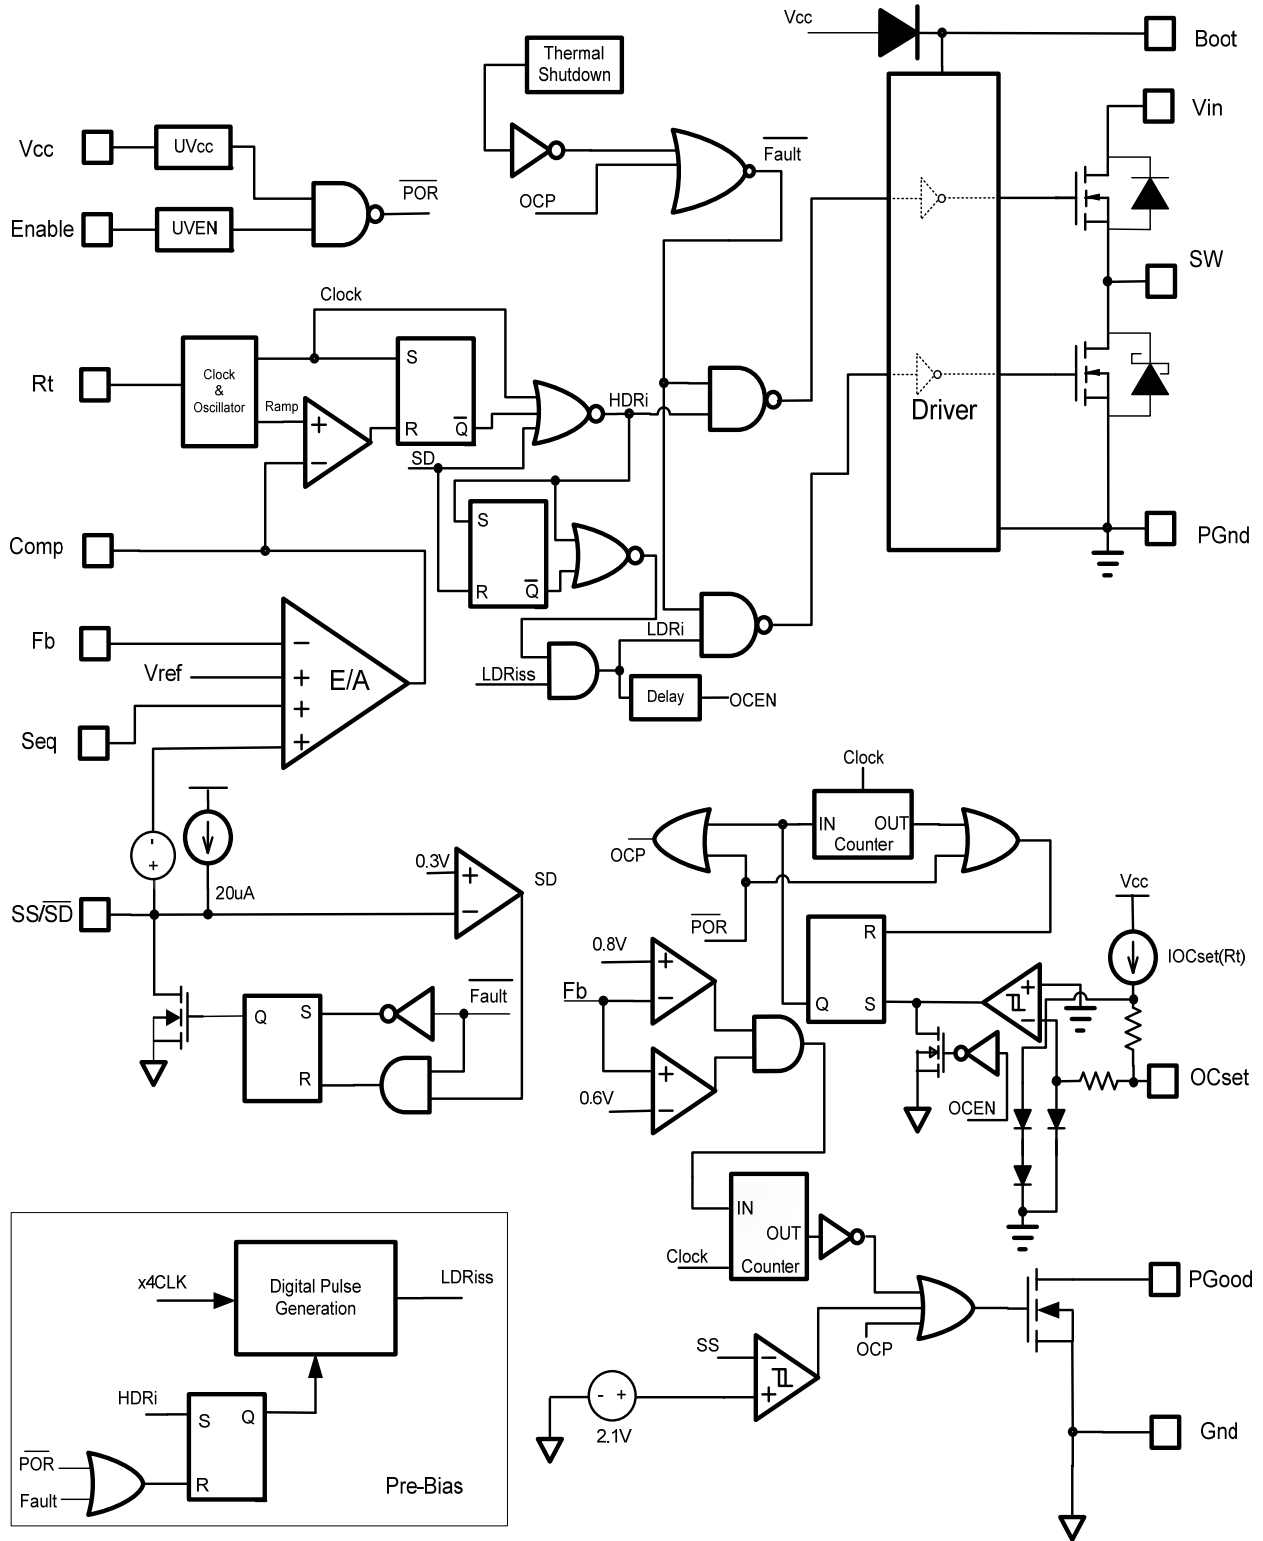 Vcc
Boot
Thermal
Shutdown
Vin
Vcc
UVcc
Fault
POR
OCP
Enable
UVEN
SW
Clock
Rt
Clock
&
Oscillator
Ramp
+
−
S
R
Q
HDRi
SD
Driver
S
R
Q
Comp
PGnd
Fb
Vref
Seq
−
+
+
+
E/A
LDRi
LDRiss
Delay
OCEN
Clock
IN
OUT
Counter
OCP
POR
-
+
20uA
SS/SD
0.3V
+
−
SD
Vcc
IOCset(Rt)
R
Q
S
+
−
0.8V
+
−
Fb
+
−
0.6V
Q
S
R
Fault
OCEN
OCset
IN
OUT
Clock
Counter
x4CLK
Digital Pulse
Generation
LDRiss
PGood
SS
−
+
OCP
- +
2.1V
HDRi
S
Q
R
POR
Fault
Pre-Bias
Gnd